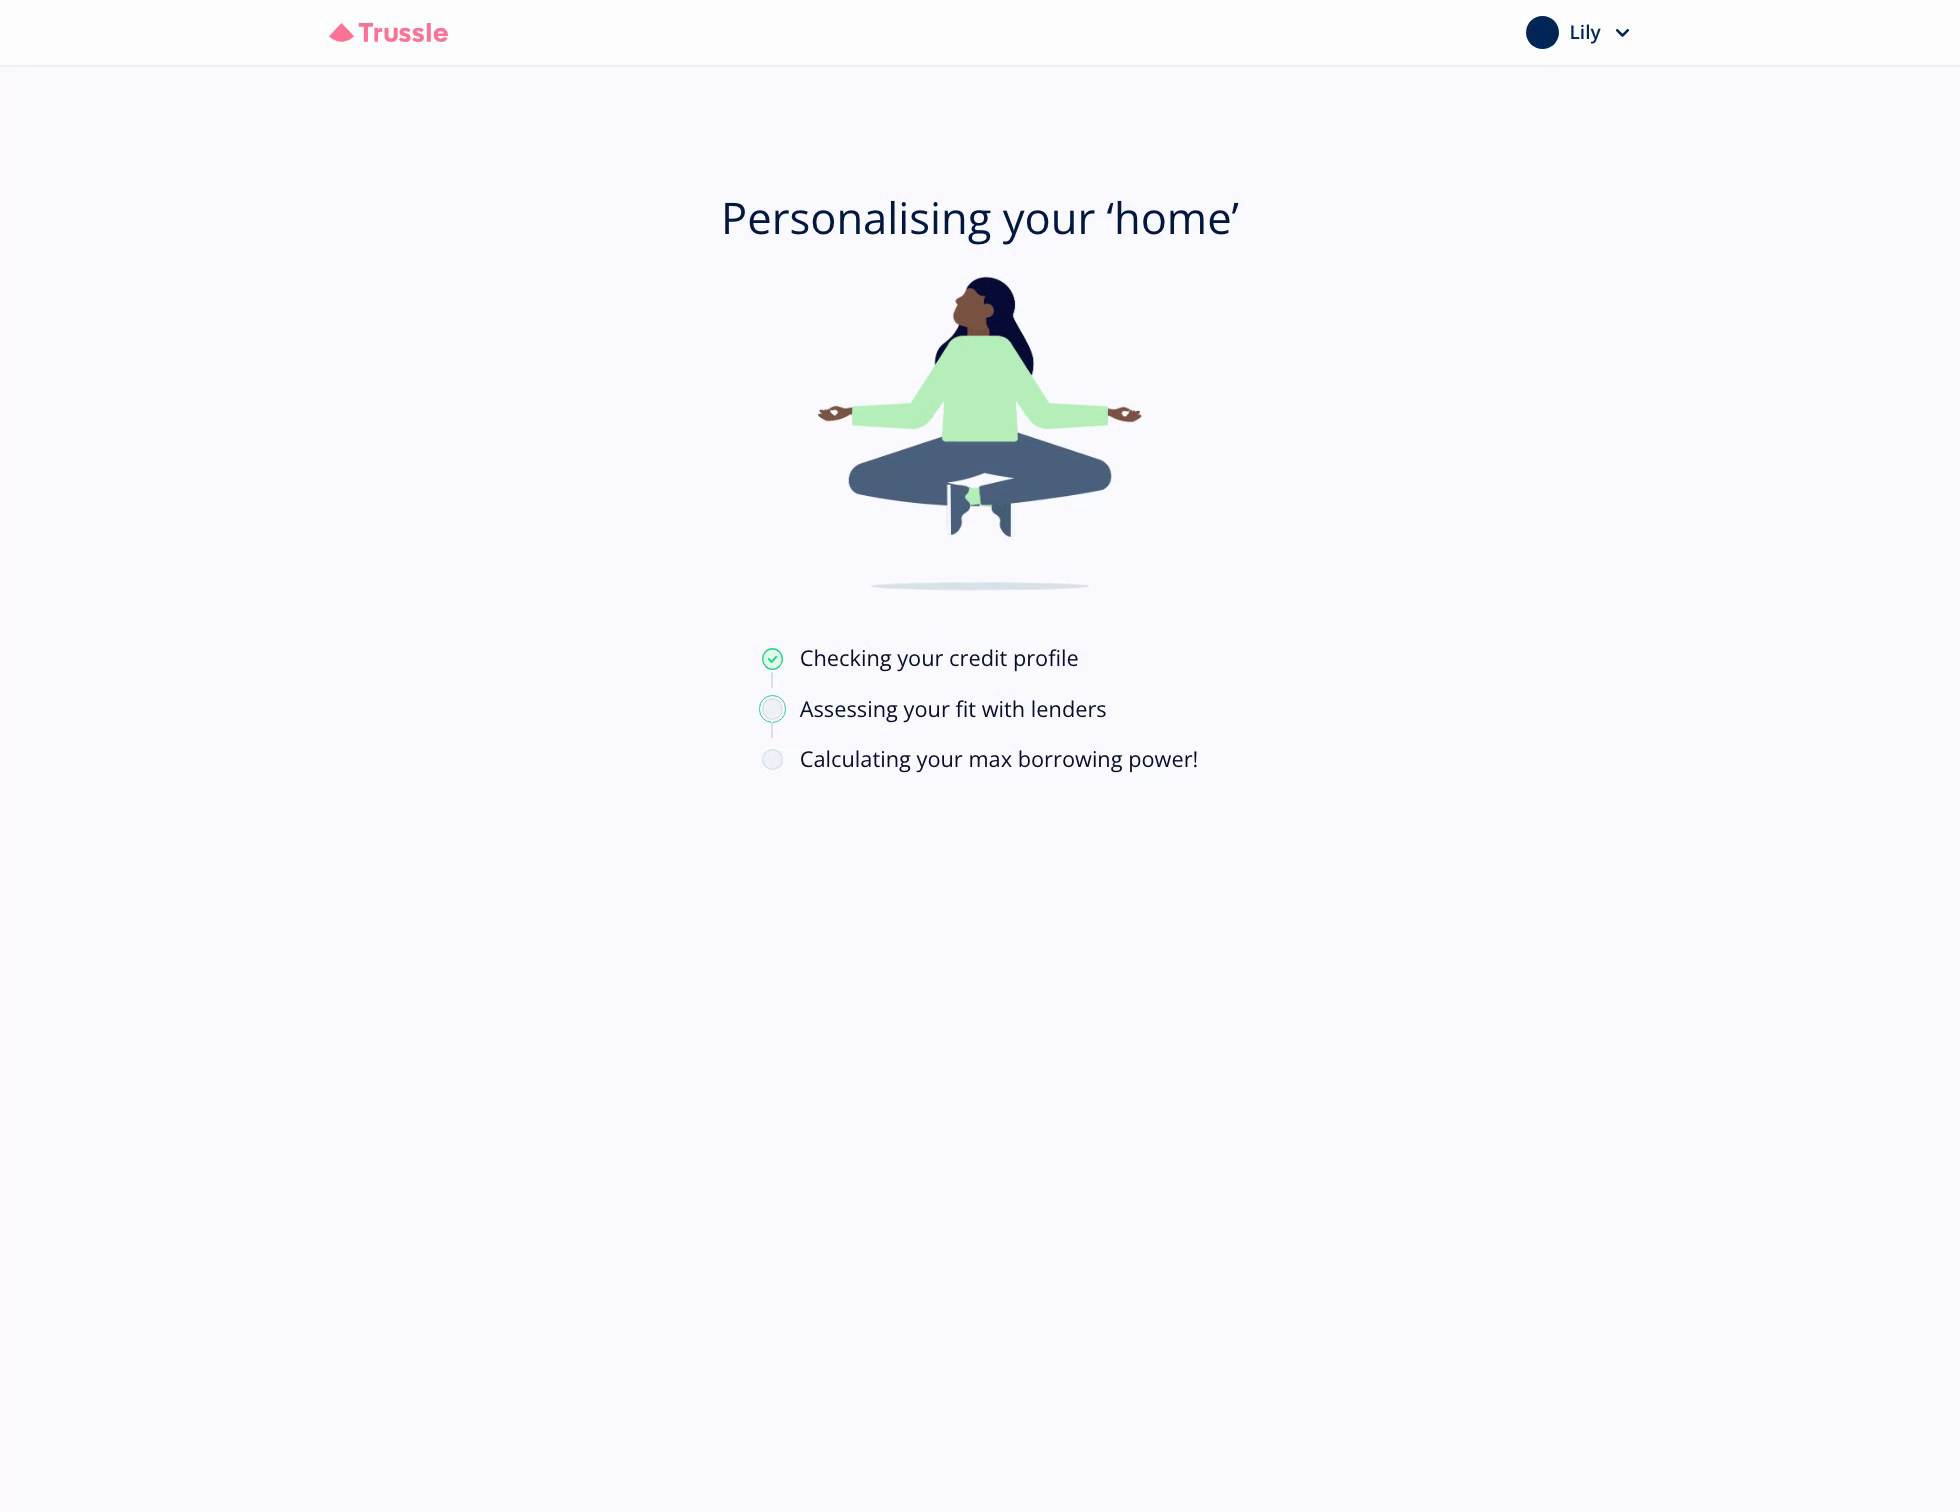 Trussle
Lily
Personalising your ‘home’
Checking your credit profile
Assessing your fit with lenders
Calculating your max borrowing power!